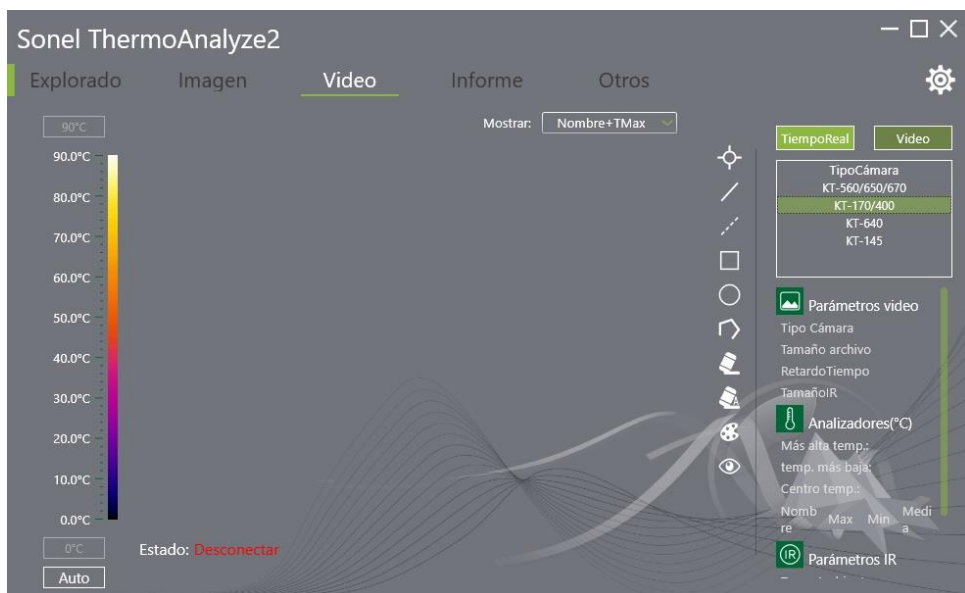 Sonel ThermoAnalyze2
Explorado Imagen Video Informe Otros
90°C
Mostrar: Nombre+TMax
90.0°C
80.0°C
70.0°C
60.0°C
50.0°C
40.0°C
30.0°C
20.0°C
10.0°C
0.0°C
0°C
Estado: Desconectar
Auto
TiempoReal Video
TipoCámara
KT-560/650/670
KT-170/400
KT-640
KT-145
Parámetros video
Tipo Cámara
Tamaño archivo
RetardoTiempo
TamañoIR
Analizadores(°C)
Más alta temp.:
temp. más baja:
Centro temp.:
Nomb
re Max Min Medi
a
IR Parámetros IR